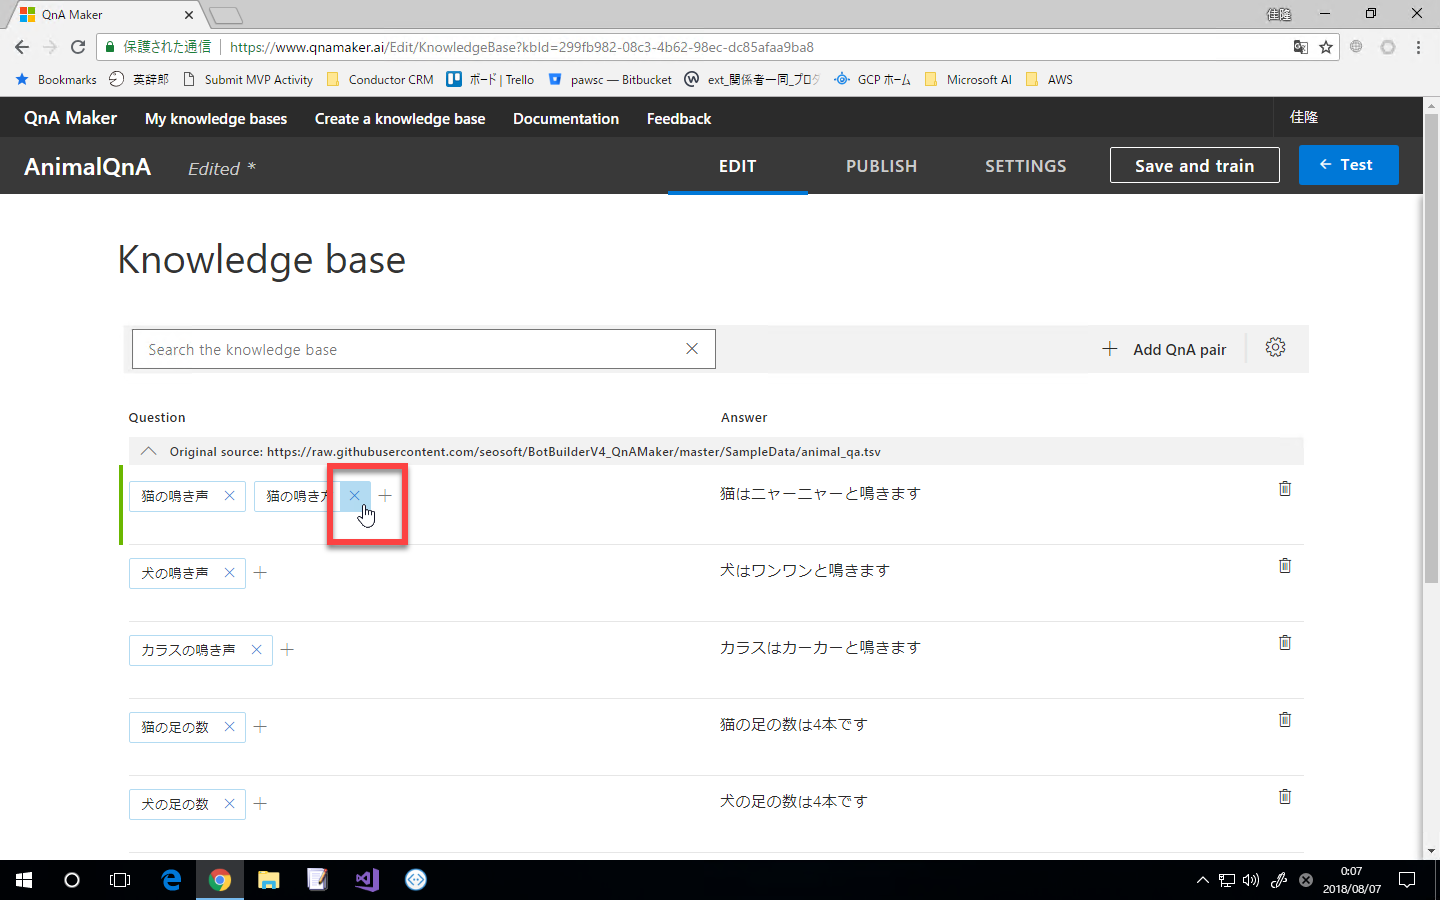 QnA Maker
佳隆
保護された通信 https://www.qnamaker.ai/Edit/KnowledgeBase?kbId=299fb982-08c3-4b62-98ec-dc85afaa9ba8
Bookmarks 英辞郎 Submit MVP Activity Conductor CRM ボード | Trello pawsc — Bitbucket ext_関係者一同_プロ GCP ホーム Microsoft AI AWS
QnA Maker My knowledge bases Create a knowledge base Documentation Feedback 佳隆
AnimalQnA Edited * EDIT PUBLISH SETTINGS Save and train ← Test
Knowledge base
Search the knowledge base Add QnA pair
Question Answer
Original source: https://raw.githubusercontent.com/seosoft/BotBuilderV4_QnAMaker/master/SampleData/animal_qa.tsv
猫の鳴き声 猫の鳴き 猫はニャーニャーと鳴きます
犬の鳴き声 犬はワンワンと鳴きます
カラスの鳴き声 カラスはカーカーと鳴きます
猫の足の数 猫の足の数は4本です
犬の足の数 犬の足の数は4本です
0:07
2018/08/07